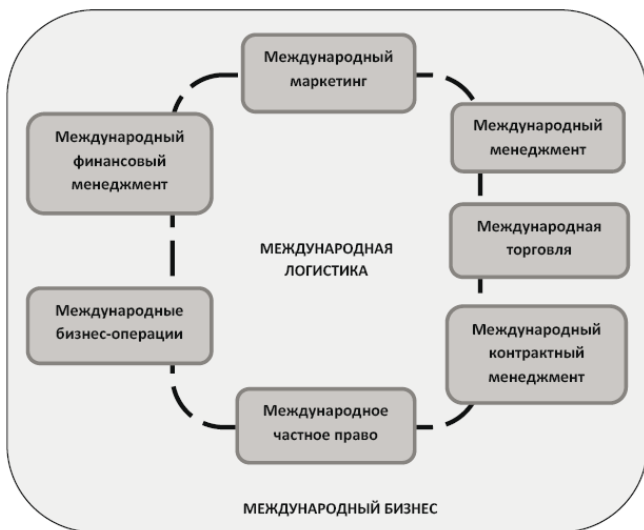 Международный
маркетинг
Международный
финансовый
менеджмент
Международный
менеджмент
Международная
торговля
МЕЖДУНАРОДНАЯ
ЛОГИСТИКА
Международные
бизнес-операции
Международный
контрактный
менеджмент
Международное
частное право
МЕЖДУНАРОДНЫЙ БИЗНЕС